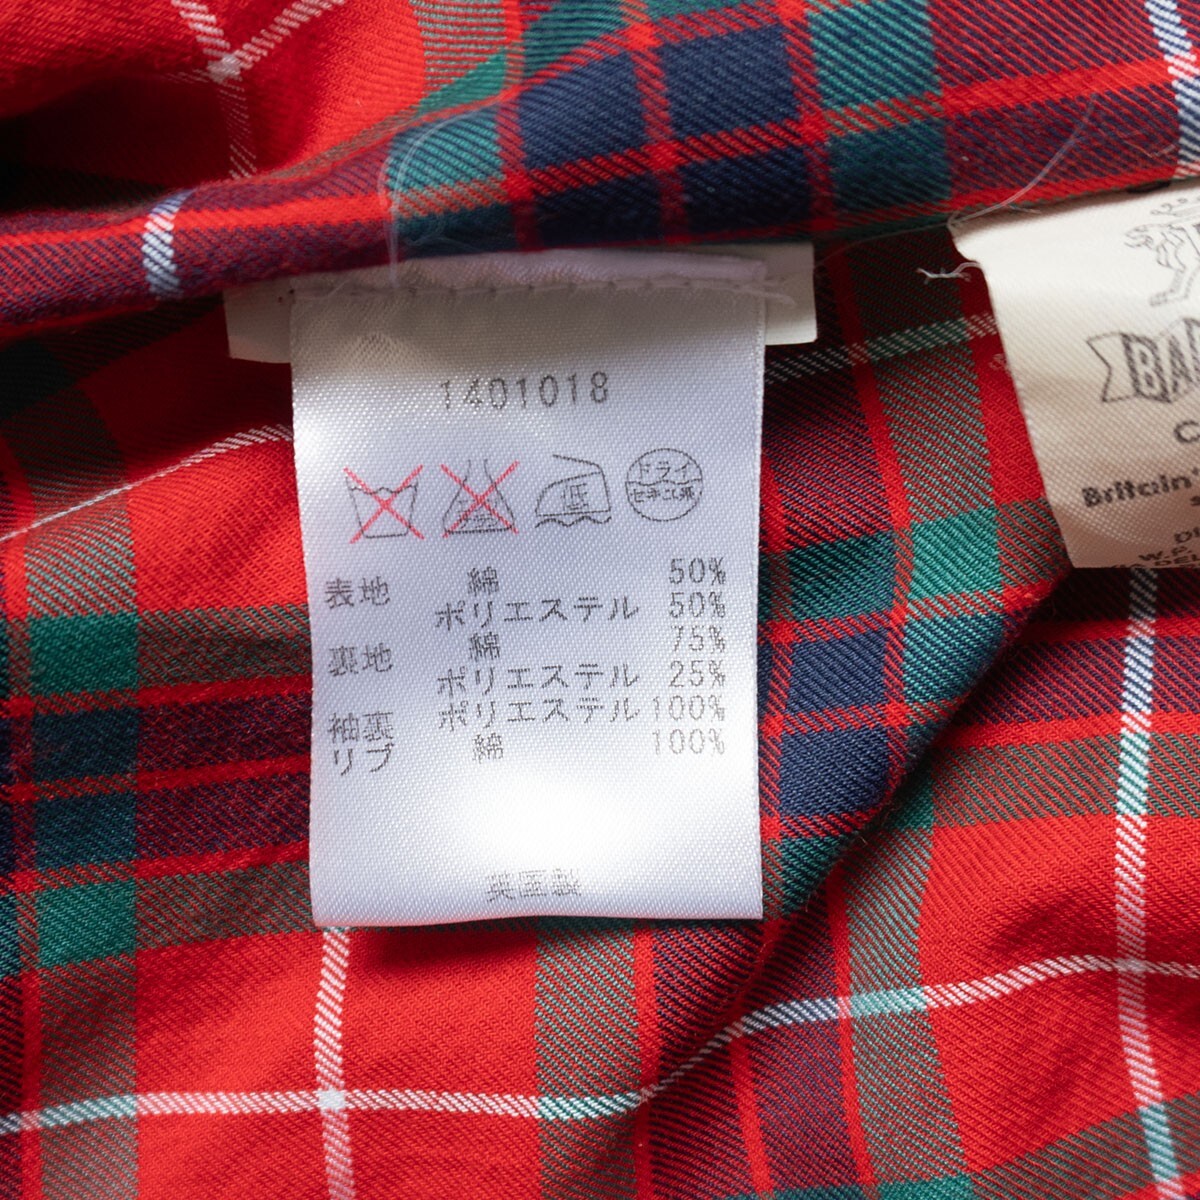 1401018
低
ドライ
セキユ系
表地 綿 50%
ポリエステル 50%
裏地 綿 75%
ポリエステル 25%
袖裏 ポリエステル 100%
リブ 綿 100%
英国製
BA
Britain
W.P.